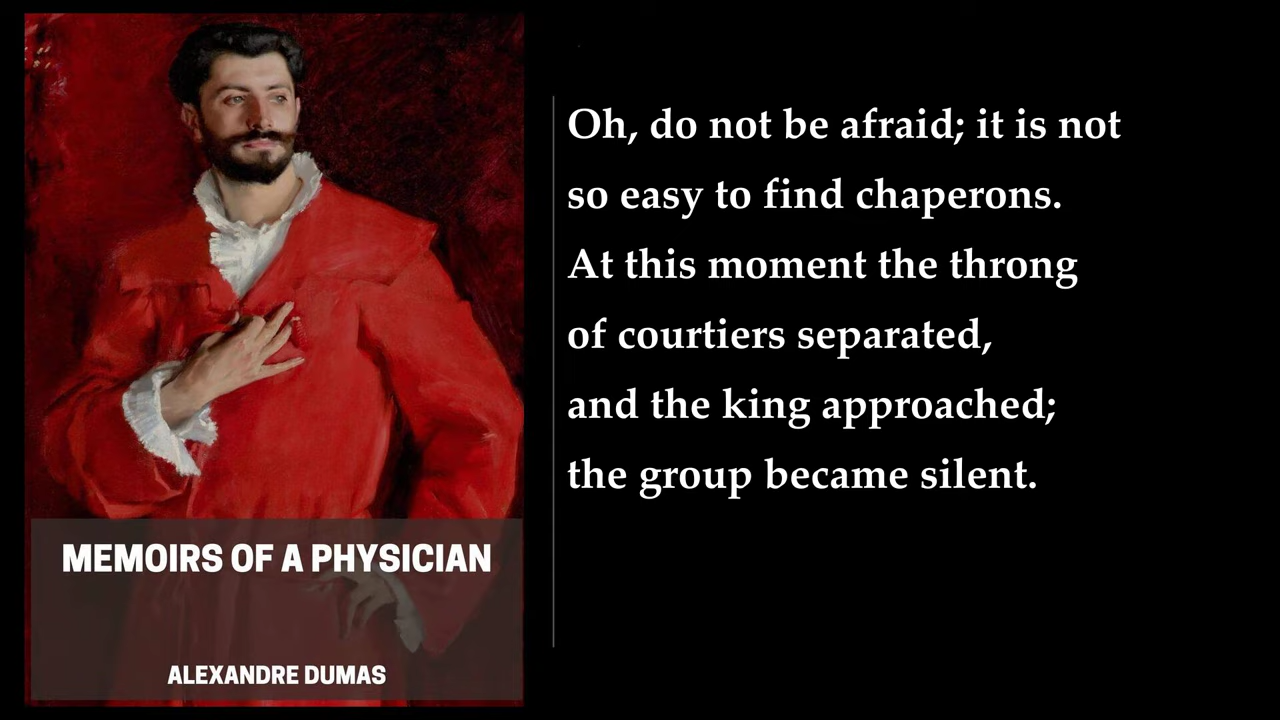 Oh, do not be afraid; it is not
so easy to find chaperons.
At this moment the throng
of courtiers separated,
and the king approached;
the group became silent.
MEMOIRS OF A PHYSICIAN
ALEXANDRE DUMAS